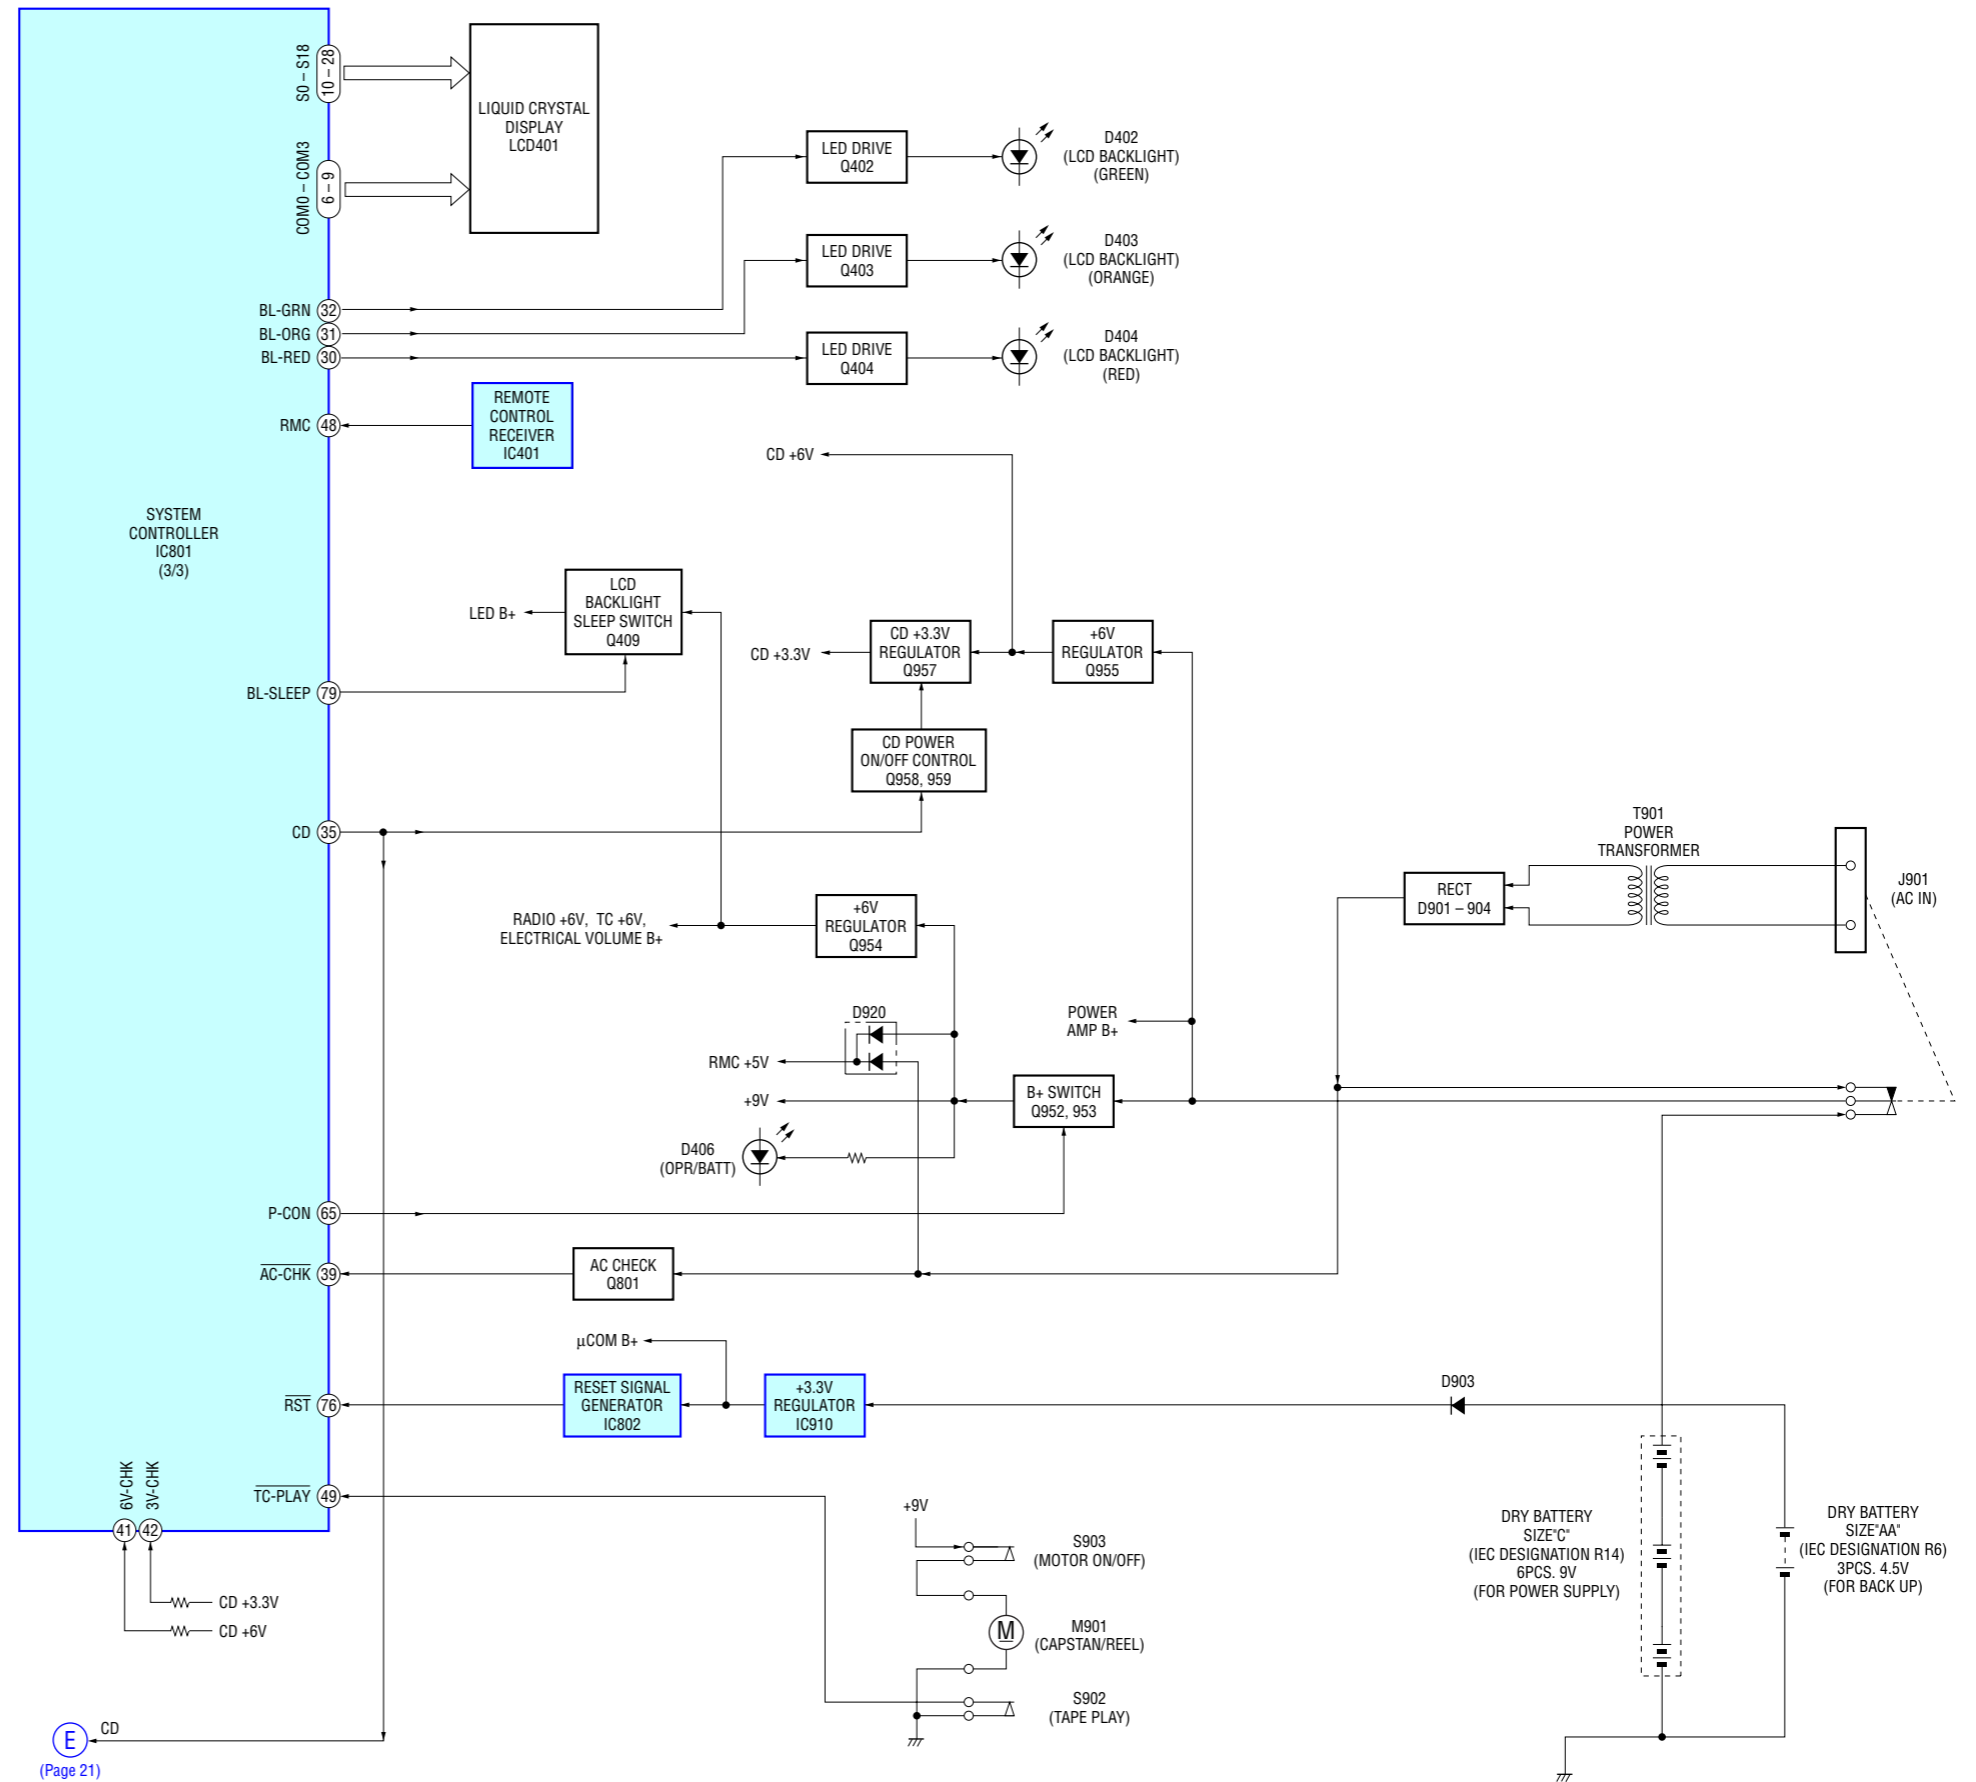 S0 – S18
10 – 28
COM0 – COM3
6 – 9
LIQUID CRYSTAL
DISPLAY
LCD401
LED DRIVE
Q402
D402
(LCD BACKLIGHT)
(GREEN)
LED DRIVE
Q403
D403
(LCD BACKLIGHT)
(ORANGE)
BL-GRN 32
BL-ORG 31
BL-RED 30
LED DRIVE
Q404
D404
(LCD BACKLIGHT)
(RED)
RMC 48
REMOTE
CONTROL
RECEIVER
IC401
CD +6V
SYSTEM
CONTROLLER
IC801
(3/3)
LED B+
LCD
BACKLIGHT
SLEEP SWITCH
Q409
CD +3.3V
CD +3.3V
REGULATOR
Q957
+6V
REGULATOR
Q955
BL-SLEEP 79
CD POWER
ON/OFF CONTROL
Q958, 959
CD 35
T901
POWER
TRANSFORMER
RECT
D901 – 904
J901
(AC IN)
RADIO +6V, TC +6V,
ELECTRICAL VOLUME B+
+6V
REGULATOR
Q954
D920
POWER
AMP B+
RMC +5V
+9V
B+ SWITCH
Q952, 953
D406
(OPR/BATT)
P-CON 65
AC-CHK 39
AC CHECK
Q801
µCOM B+
RST 76
RESET SIGNAL
GENERATOR
IC802
+3.3V
REGULATOR
IC910
D903
6V-CHK
3V-CHK
41 42
TC-PLAY 49
+9V
S903
(MOTOR ON/OFF)
DRY BATTERY
SIZE"C"
(IEC DESIGNATION R14)
6PCS. 9V
(FOR POWER SUPPLY)
DRY BATTERY
SIZE"AA"
(IEC DESIGNATION R6)
3PCS. 4.5V
(FOR BACK UP)
CD +3.3V
CD +6V
M
M901
(CAPSTAN/REEL)
S902
(TAPE PLAY)
E
CD
(Page 21)